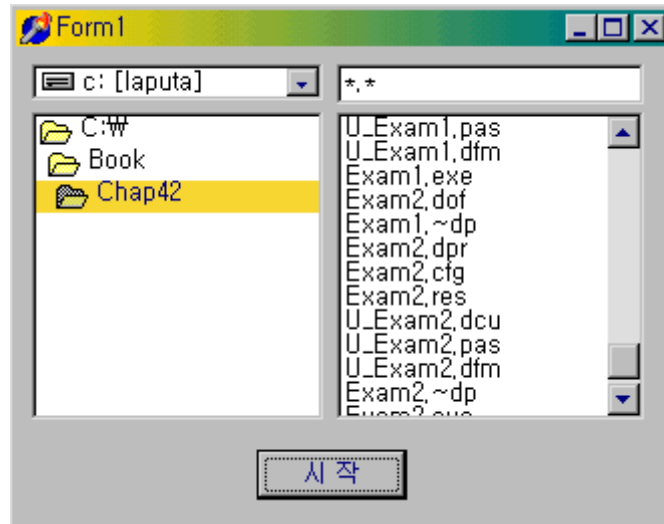 Form1
c: [laputa]
*.*
C:₩
Book
Chap42
U_Exam1.pas
U_Exam1.dfm
Exam1.exe
Exam2.dof
Exam1.~dp
Exam2.dpr
Exam2.cfg
Exam2.res
U_Exam2.dcu
U_Exam2.pas
U_Exam2.dfm
Exam2.~dp
시 작